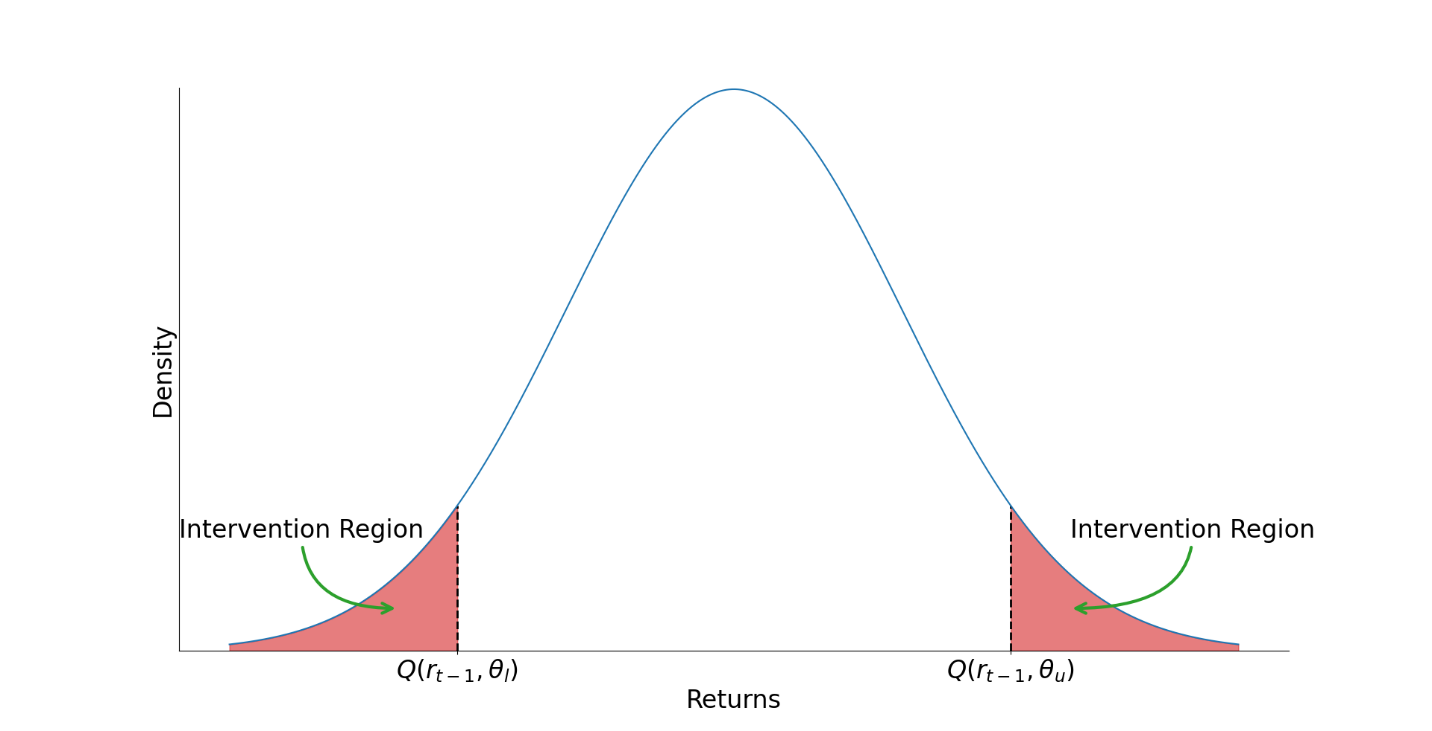 Density
Intervention Region
Intervention Region
Q(r_{t−1}, θ_l)
Q(r_{t−1}, θ_u)
Returns